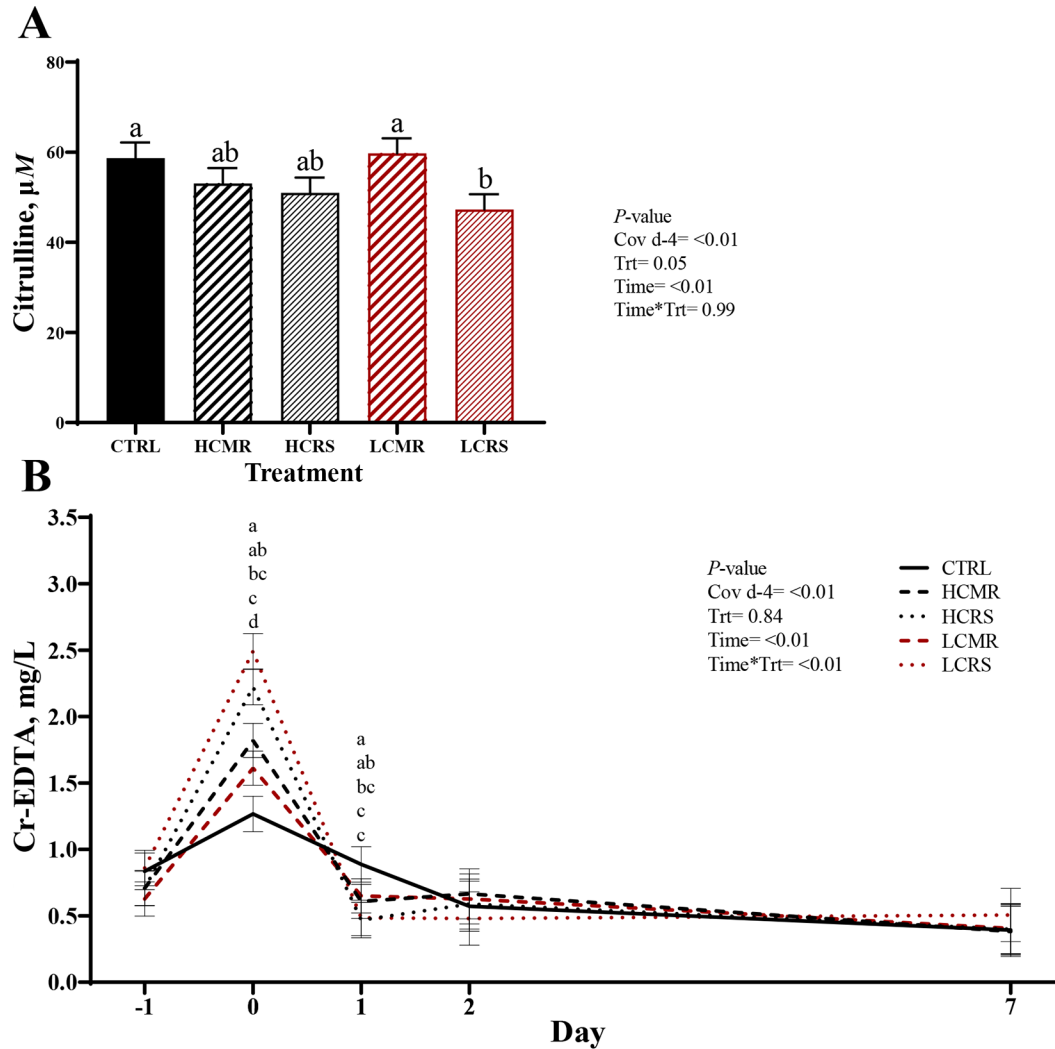 A
80
60
40
20
0
Citrulline, µM
a
ab
ab
a
b
CTRL
HCMR
HCRS
LCMR
LCRS
Treatment
P-value
Cov d-4= <0.01
Trt= 0.05
Time= <0.01
Time*Trt= 0.99
B
3.5
3.0
2.5
2.0
1.5
1.0
0.5
0.0
Cr-EDTA, mg/L
a
ab
bc
c
d
a
ab
bc
c
c
P-value
Cov d-4= <0.01
Trt= 0.84
Time= <0.01
Time*Trt= <0.01
CTRL
HCMR
HCRS
LCMR
LCRS
-1
0
1
2
7
Day